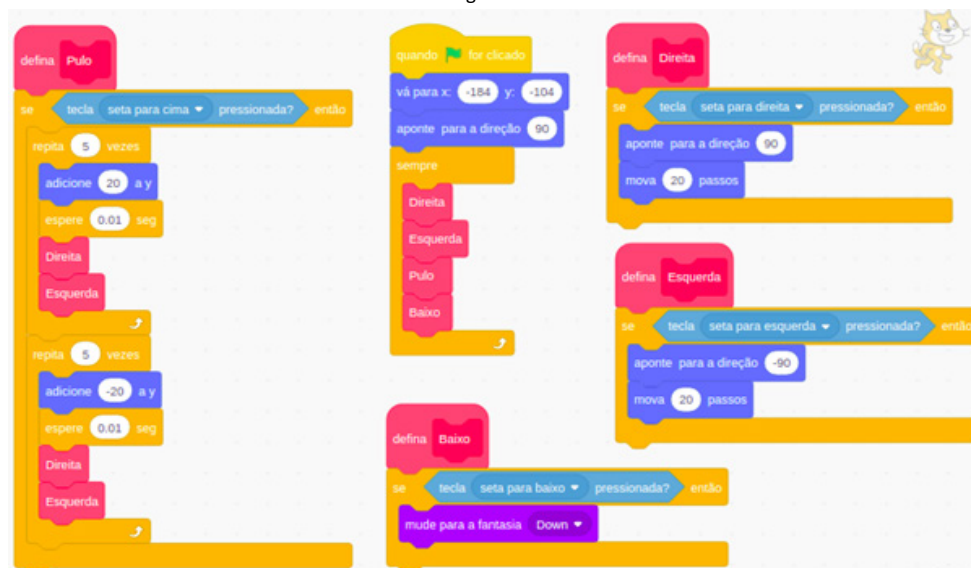 defina Pulo
se tecla seta para cima pressionada? então
repita 5 vezes
adicione 20 a y
espere 0.01 seg
Direita
Esquerda
repita 5 vezes
adicione -20 a y
espere 0.01 seg
Direita
Esquerda
quando for clicado
vá para x: -184 y: -104
aponte para a direção 90
sempre
Direita
Esquerda
Pulo
Baixo
defina Baixo
se tecla seta para baixo pressionada? então
mude para a fantasia Down
defina Direita
se tecla seta para direita pressionada? então
aponte para a direção 90
mova 20 passos
defina Esquerda
se tecla seta para esquerda pressionada? então
aponte para a direção -90
mova 20 passos